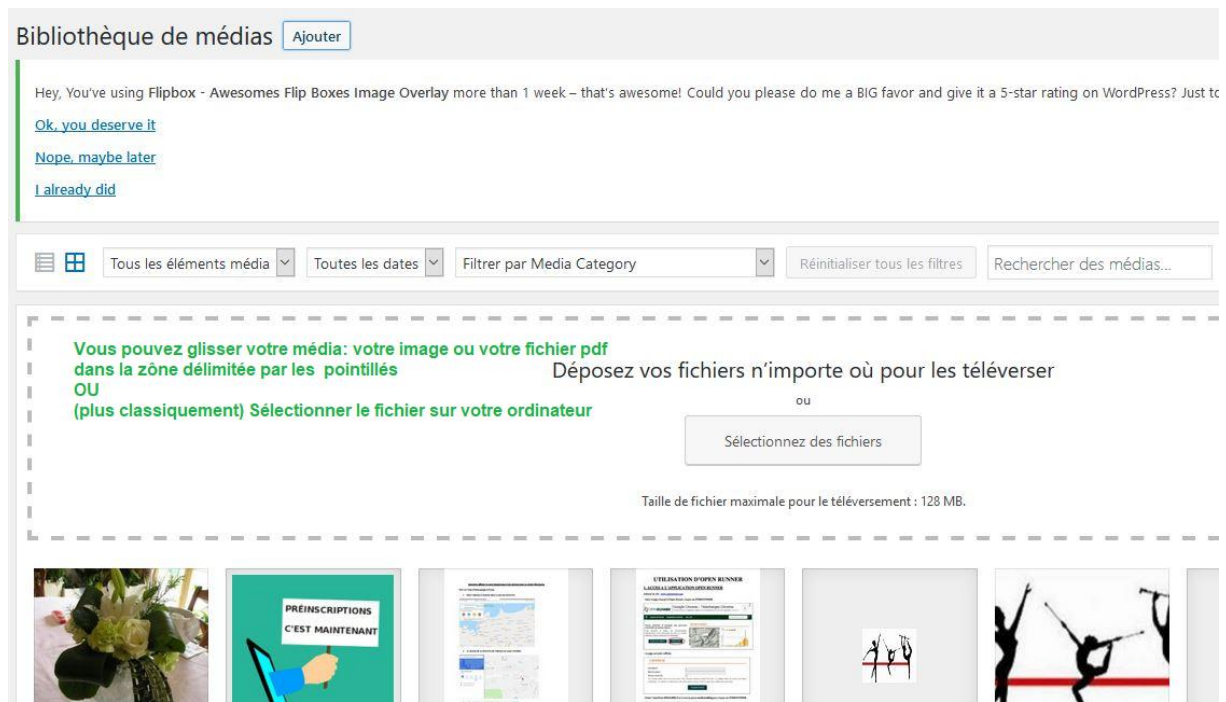 Bibliothèque de médias Ajouter
Hey, You've using Flipbox - Awesomes Flip Boxes Image Overlay more than 1 week – that's awesome! Could you please do me a BIG favor and give it a 5-star rating on WordPress? Just to
Ok, you deserve it
Nope, maybe later
I already did
Tous les éléments média Toutes les dates Filtrer par Media Category Réinitialiser tous les filtres Rechercher des médias...
Vous pouvez glisser votre média: votre image ou votre fichier pdf
dans la zône délimitée par les pointillés
OU
(plus classiquement) Sélectionner le fichier sur votre ordinateur
Déposez vos fichiers n'importe où pour les téléverser
ou
Sélectionnez des fichiers
Taille de fichier maximale pour le téléversement : 128 MB.
PRÉINSCRIPTIONS
C'EST MAINTENANT
UTILISATION D'OPEN RUNNER